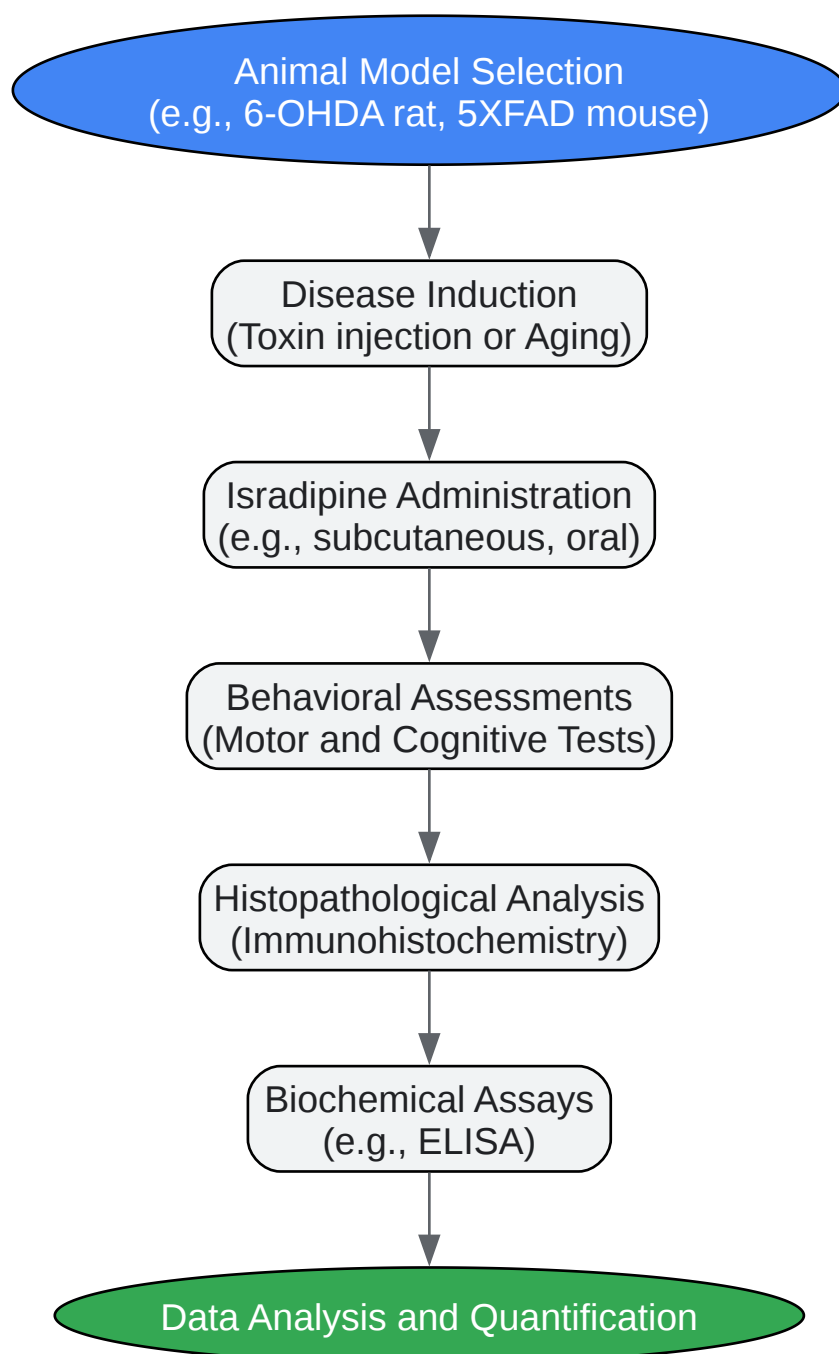 Animal Model Selection
(e.g., 6-OHDA rat, 5XFAD mouse)
Disease Induction
(Toxin injection or Aging)
Isradipine Administration
(e.g., subcutaneous, oral)
Behavioral Assessments
(Motor and Cognitive Tests)
Histopathological Analysis
(Immunohistochemistry)
Biochemical Assays
(e.g., ELISA)
Data Analysis and Quantification